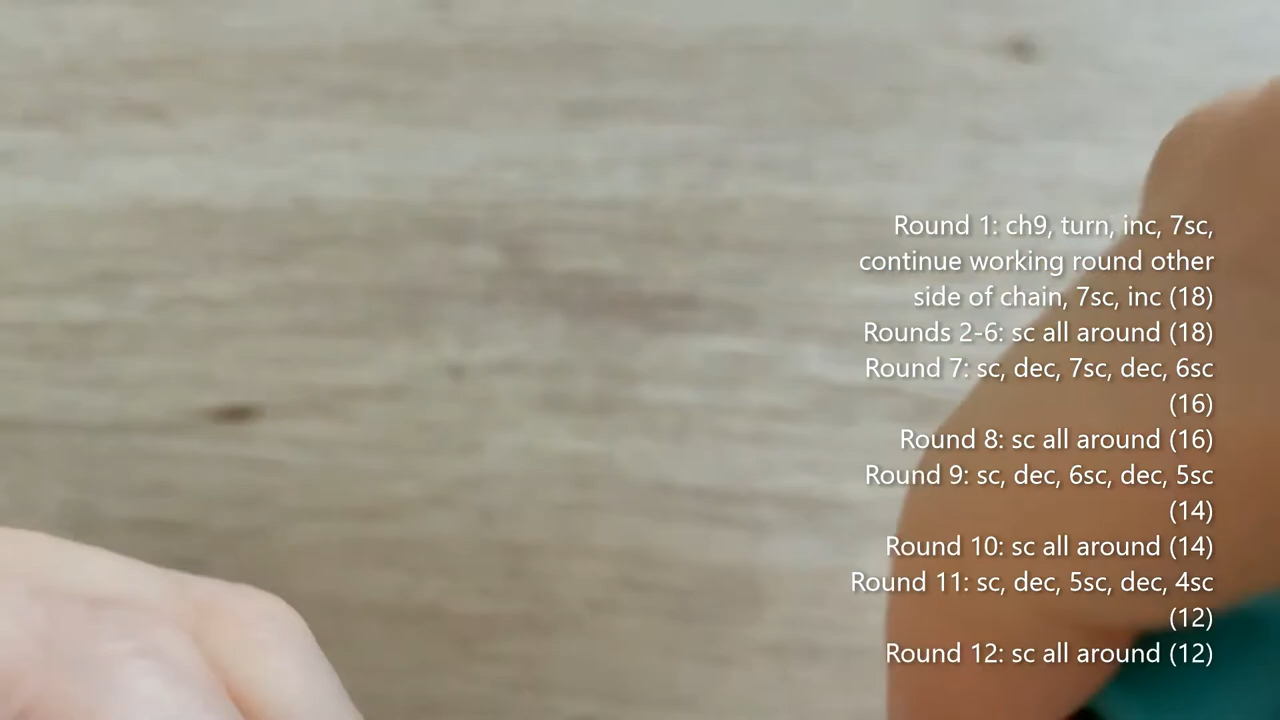 Round 1: ch9, turn, inc, 7sc,
continue working round other
side of chain, 7sc, inc (18)
Rounds 2-6: sc all around (18)
Round 7: sc, dec, 7sc, dec, 6sc
(16)
Round 8: sc all around (16)
Round 9: sc, dec, 6sc, dec, 5sc
(14)
Round 10: sc all around (14)
Round 11: sc, dec, 5sc, dec, 4sc
(12)
Round 12: sc all around (12)